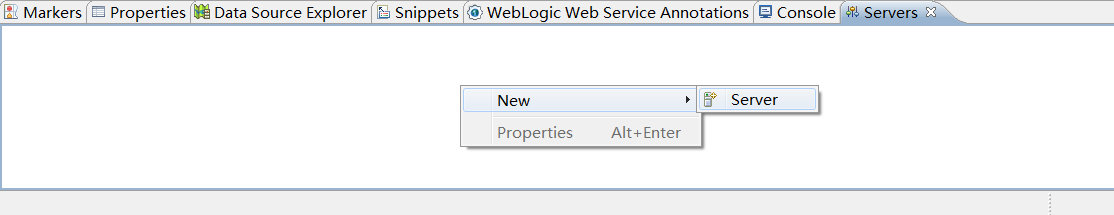 Markers Properties Data Source Explorer Snippets WebLogic Web Service Annotations Console Servers
New Server
Properties Alt+Enter